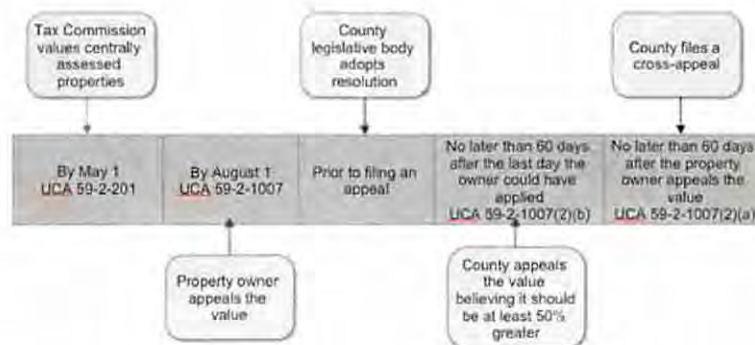 Tax Commission
values centrally
assessed
properties
County
legislative body
adopts
resolution
County files a
cross-appeal
By May 1
UCA 59-2-201
By August 1
UCA 59-2-1007
Prior to filing an
appeal
No later than 60 days
after the last day the
owner could have
applied
UCA 59-2-1007(2)(b)
No later than 60 days
after the property
owner appeals the
value
UCA 59-2-1007(2)(a)
Property owner
appeals the
value
County appeals
the value
believing it should
be at least 50%
greater